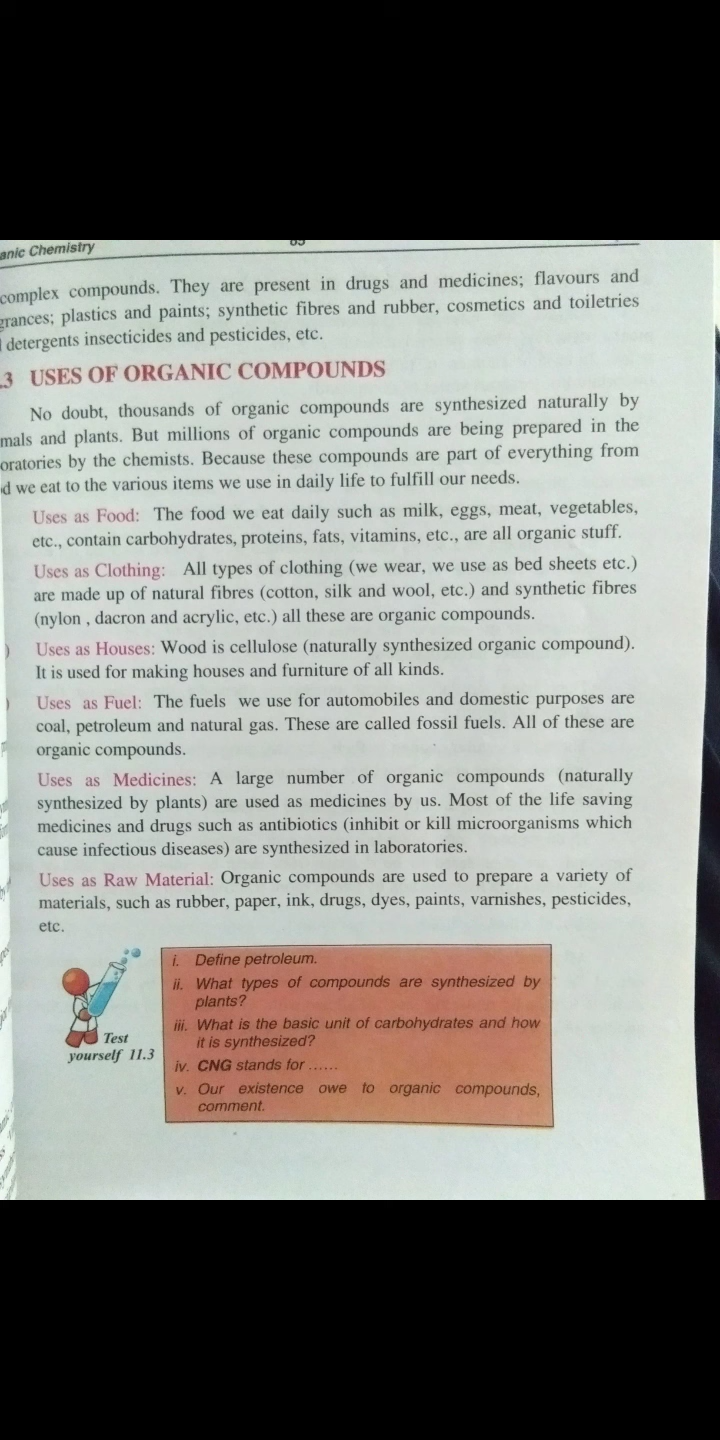 anic Chemistry
complex compounds. They are present in drugs and medicines; flavours and
grances; plastics and paints; synthetic fibres and rubber, cosmetics and toiletries
detergents insecticides and pesticides, etc.
.3 USES OF ORGANIC COMPOUNDS
No doubt, thousands of organic compounds are synthesized naturally by
mals and plants. But millions of organic compounds are being prepared in the
oratories by the chemists. Because these compounds are part of everything from
d we eat to the various items we use in daily life to fulfill our needs.
Uses as Food: The food we eat daily such as milk, eggs, meat, vegetables,
etc., contain carbohydrates, proteins, fats, vitamins, etc., are all organic stuff.
Uses as Clothing: All types of clothing (we wear, we use as bed sheets etc.)
are made up of natural fibres (cotton, silk and wool, etc.) and synthetic fibres
(nylon , dacron and acrylic, etc.) all these are organic compounds.
) Uses as Houses: Wood is cellulose (naturally synthesized organic compound).
It is used for making houses and furniture of all kinds.
) Uses as Fuel: The fuels we use for automobiles and domestic purposes are
coal, petroleum and natural gas. These are called fossil fuels. All of these are
organic compounds.
Uses as Medicines: A large number of organic compounds (naturally
synthesized by plants) are used as medicines by us. Most of the life saving
medicines and drugs such as antibiotics (inhibit or kill microorganisms which
cause infectious diseases) are synthesized in laboratories.
Uses as Raw Material: Organic compounds are used to prepare a variety of
materials, such as rubber, paper, ink, drugs, dyes, paints, varnishes, pesticides,
etc.
Test
yourself 11.3
i. Define petroleum.
ii. What types of compounds are synthesized by
plants?
iii. What is the basic unit of carbohydrates and how
it is synthesized?
iv. CNG stands for ......
v. Our existence owe to organic compounds,
comment.